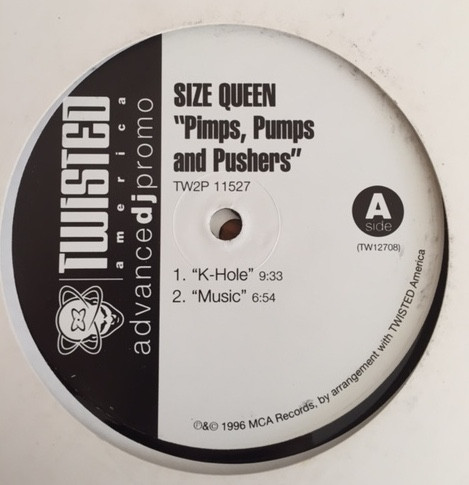 TWISTED
america
advancedjpromo
SIZE QUEEN
“Pimps, Pumps
and Pushers”
TW2P 11527
A
side
(TW12708)
1. “K-Hole” 9:33
2. “Music” 6:54
℗&© 1996 MCA Records, by arrangement with TWISTED America